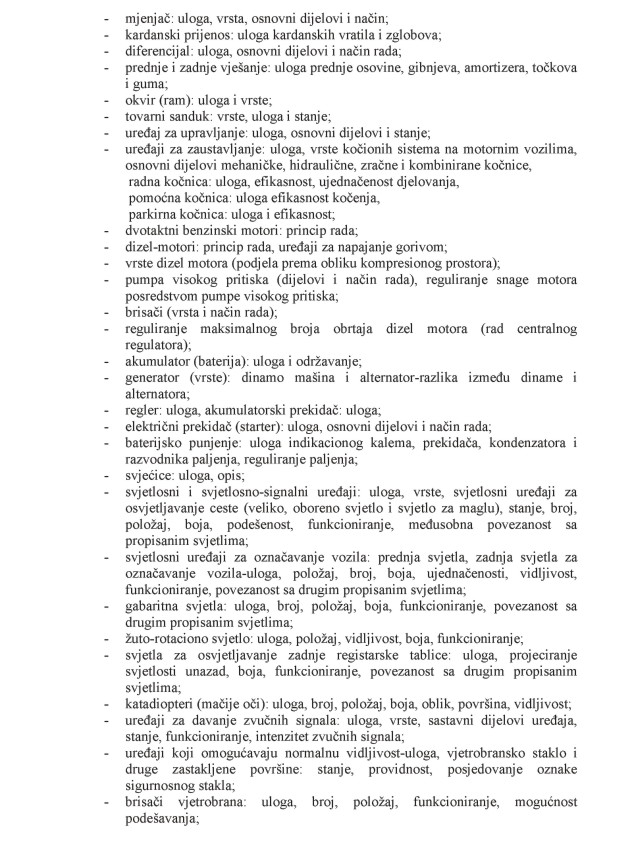 - mjenjač: uloga, vrsta, osnovni dijelovi i način;
- kardanski prijenos: uloga kardanskih vratila i zglobova;
- diferencijal: uloga, osnovni dijelovi i način rada;
- prednje i zadnje vješanje: uloga prednje osovine, gibnjeva, amortizera, točkova
i guma;
- okvir (ram): uloga i vrste;
- tovarni sanduk: vrste, uloga i stanje;
- uređaj za upravljanje: uloga, osnovni dijelovi i stanje;
- uređaji za zaustavljanje: uloga, vrste kočionih sistema na motornim vozilima,
osnovni dijelovi mehaničke, hidraulične, zračne i kombinirane kočnice,
radna kočnica: uloga, efikasnost, ujednačenost djelovanja,
pomoćna kočnica: uloga efikasnost kočenja,
parkirna kočnica: uloga i efikasnost;
- dvotaktni benzinski motori: princip rada;
- dizel-motori: princip rada, uređaji za napajanje gorivom;
- vrste dizel motora (podjela prema obliku kompresionog prostora);
- pumpa visokog pritiska (dijelovi i način rada), reguliranje snage motora
posredstvom pumpe visokog pritiska;
- brisači (vrsta i način rada);
- reguliranje maksimalnog broja obrtaja dizel motora (rad centralnog
regulatora);
- akumulator (baterija): uloga i održavanje;
- generator (vrste): dinamo mašina i alternator-razlika između diname i
alternatora;
- regler: uloga, akumulatorski prekidač: uloga;
- električni prekidač (starter): uloga, osnovni dijelovi i način rada;
- baterijsko punjenje: uloga indikacionog kalema, prekidača, kondenzatora i
razvodnika paljenja, reguliranje paljenja;
- svjećice: uloga, opis;
- svjetlosni i svjetlosno-signalni uređaji: uloga, vrste, svjetlosni uređaji za
osvjetljavanje ceste (veliko, oboreno svjetlo i svjetlo za maglu), stanje, broj,
položaj, boja, podešenost, funkcioniranje, međusobna povezanost sa
propisanim svjetlima;
- svjetlosni uređaji za označavanje vozila: prednja svjetla, zadnja svjetla za
označavanje vozila-uloga, položaj, broj, boja, ujednačenosti, vidljivost,
funkcioniranje, povezanost sa drugim propisanim svjetlima;
- gabaritna svjetla: uloga, broj, položaj, boja, funkcioniranje, povezanost sa
drugim propisanim svjetlima;
- žuto-rotaciono svjetlo: uloga, položaj, vidljivost, boja, funkcioniranje;
- svjetla za osvjetljavanje zadnje registarske tablice: uloga, projeciranje
svjetlosti unazad, boja, funkcioniranje, povezanost sa drugim propisanim
svjetlima;
- katadiopteri (mačije oči): uloga, broj, položaj, boja, oblik, površina, vidljivost;
- uređaji za davanje zvučnih signala: uloga, vrste, sastavni dijelovi uređaja,
stanje, funkcioniranje, intenzitet zvučnih signala;
- uređaji koji omogućavaju normalnu vidljivost-uloga, vjetrobransko staklo i
druge zastakljene površine: stanje, providnost, posjedovanje oznake
sigurnosnog stakla;
- brisači vjetrobrana: uloga, broj, položaj, funkcioniranje, mogućnost
podešavanja;